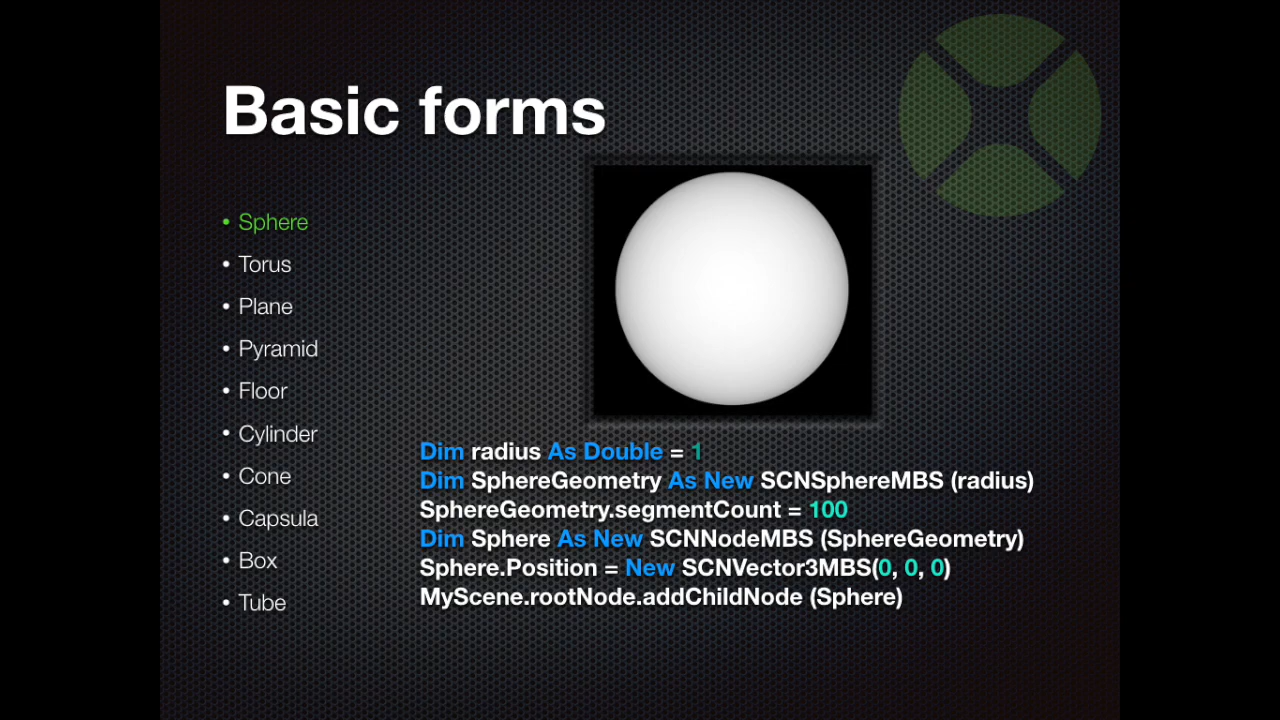 Basic forms
• Sphere
• Torus
• Plane
• Pyramid
• Floor
• Cylinder
• Cone
• Capsula
• Box
• Tube
Dim radius As Double = 1
Dim SphereGeometry As New SCNSphereMBS (radius)
SphereGeometry.segmentCount = 100
Dim Sphere As New SCNNodeMBS (SphereGeometry)
Sphere.Position = New SCNVector3MBS(0, 0, 0)
MyScene.rootNode.addChildNode (Sphere)